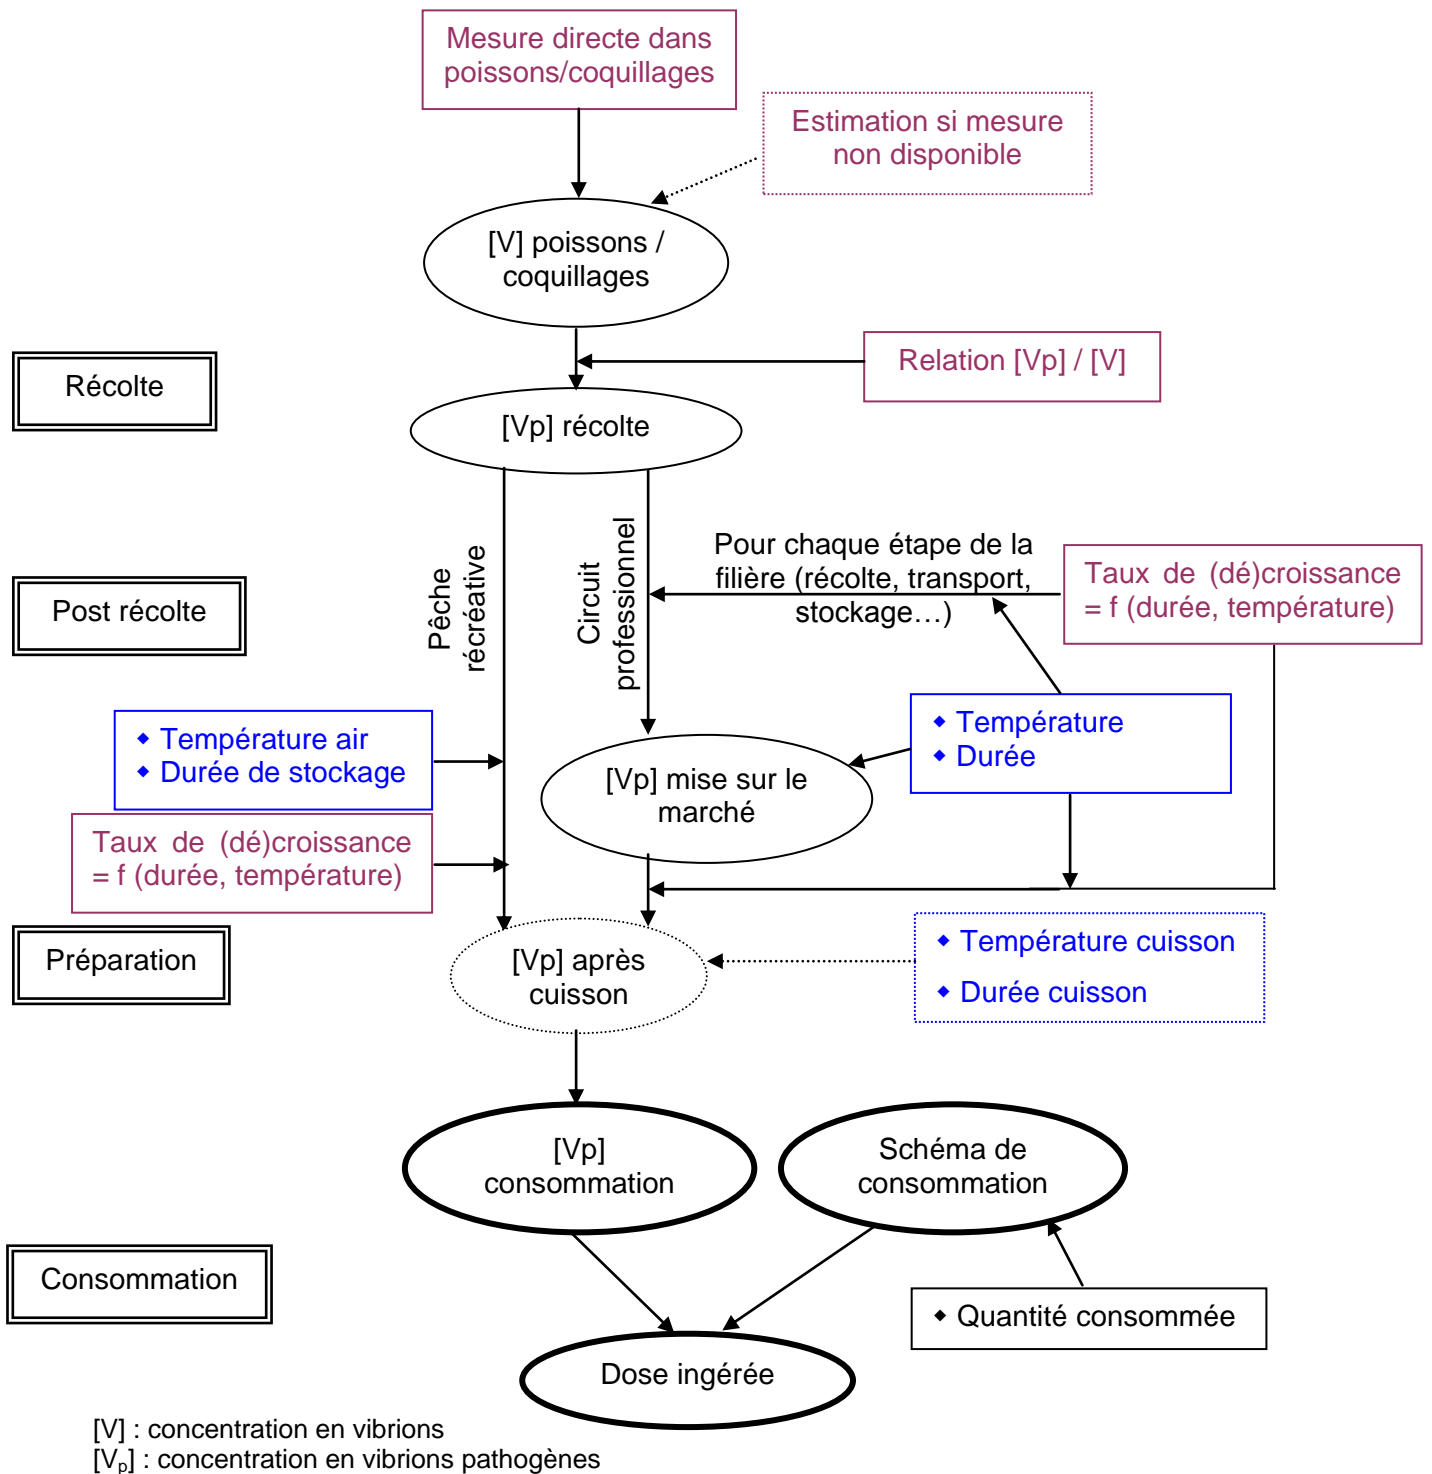 Mesure directe dans
poissons/coquillages
Estimation si mesure
non disponible
[V] poissons /
coquillages
Relation [Vp] / [V]
Récolte
[Vp] récolte
Pêche
récréative
Circuit
professionnel
Pour chaque étape de la
filière (récolte, transport,
stockage…)
Taux de (dé)croissance
= f (durée, température)
Post récolte
◆ Température air
◆ Durée de stockage
◆ Température
◆ Durée
[Vp] mise sur le
marché
Taux de (dé)croissance
= f (durée, température)
Préparation
[Vp] après
cuisson
◆ Température cuisson
◆ Durée cuisson
[Vp]
consommation
Schéma de
consommation
Consommation
◆ Quantité consommée
Dose ingérée
[V] : concentration en vibrions
[Vp] : concentration en vibrions pathogènes